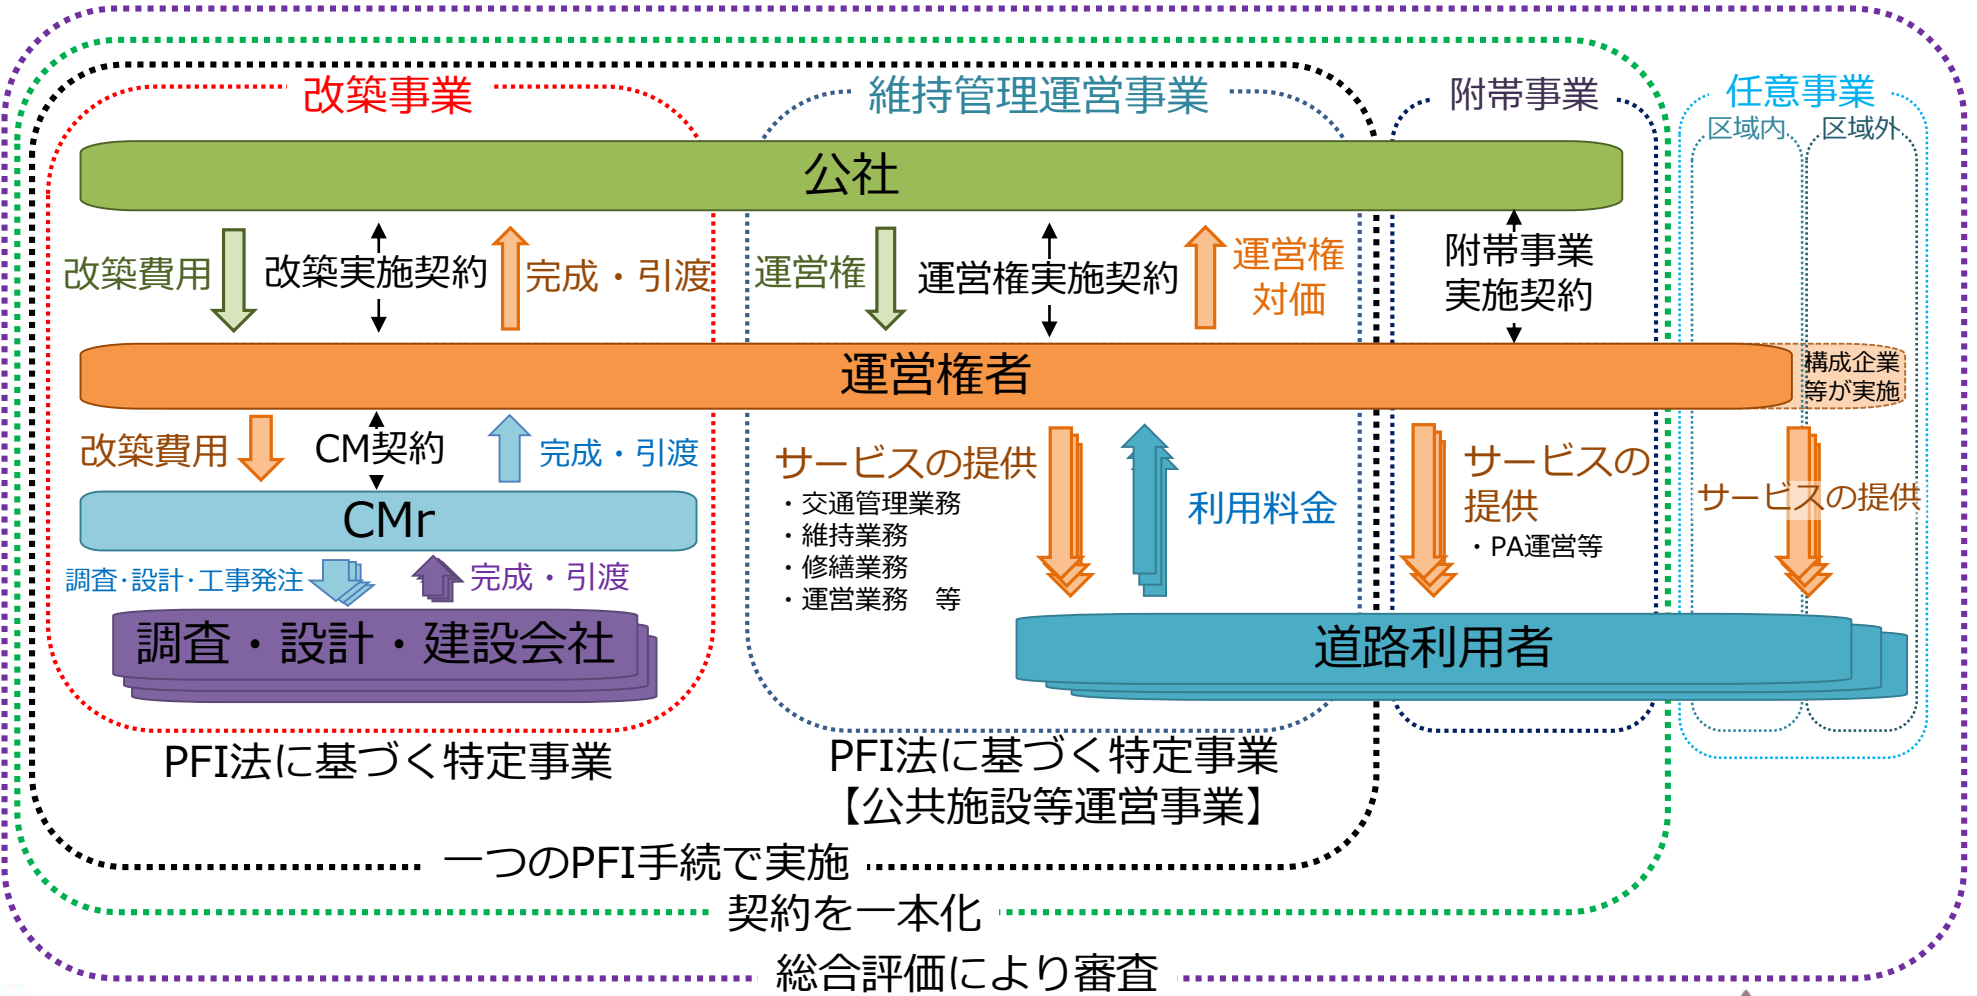 改築事業
維持管理運営事業
附帯事業
任意事業
区域内
区域外
公社
改築費用
改築実施契約
完成・引渡
運営権
運営権実施契約
運営権
対価
附帯事業
実施契約
運営権者
構成企業
等が実施
改築費用
CM契約
完成・引渡
サービスの提供
・交通管理業務
・維持業務
・修繕業務
・運営業務　等
利用料金
サービスの
提供
・PA運営等
サービスの提供
CMr
調査･設計･工事発注
完成・引渡
調査・設計・建設会社
道路利用者
PFI法に基づく特定事業
PFI法に基づく特定事業
【公共施設等運営事業】
一つのPFI手続で実施
契約を一本化
総合評価により審査